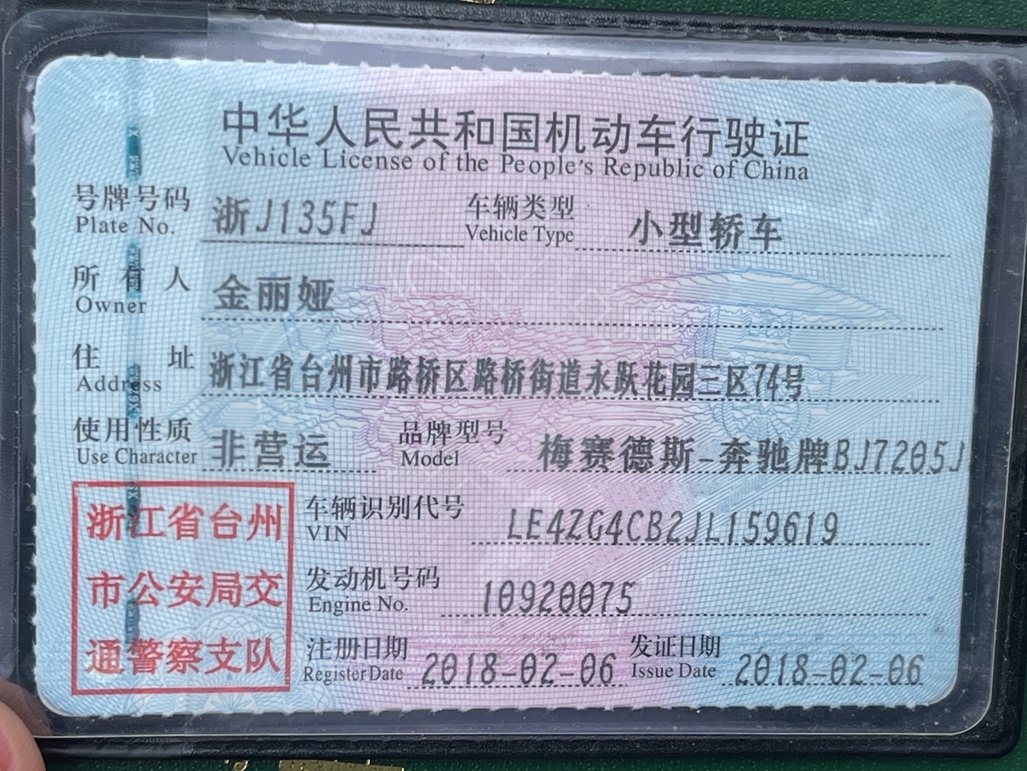 中华人民共和国机动车行驶证
Vehicle License of the People's Republic of China
号牌号码 浙J135FJ 车辆类型 小型轿车
Plate No. Vehicle Type
所有人 金丽娅
Owner
住址 浙江省台州市路桥区路桥街道永跃花园三区74号
Address
使用性质 非营运 品牌型号 梅赛德斯-奔驰牌BJ7205J
Use Character Model
浙江省台州
市公安局交
通警察支队
车辆识别代号 LE4ZG4CB2JL159619
VIN
发动机号码 10920075
Engine No.
注册日期 2018-02-06 发证日期 2018-02-06
Register Date Issue Date